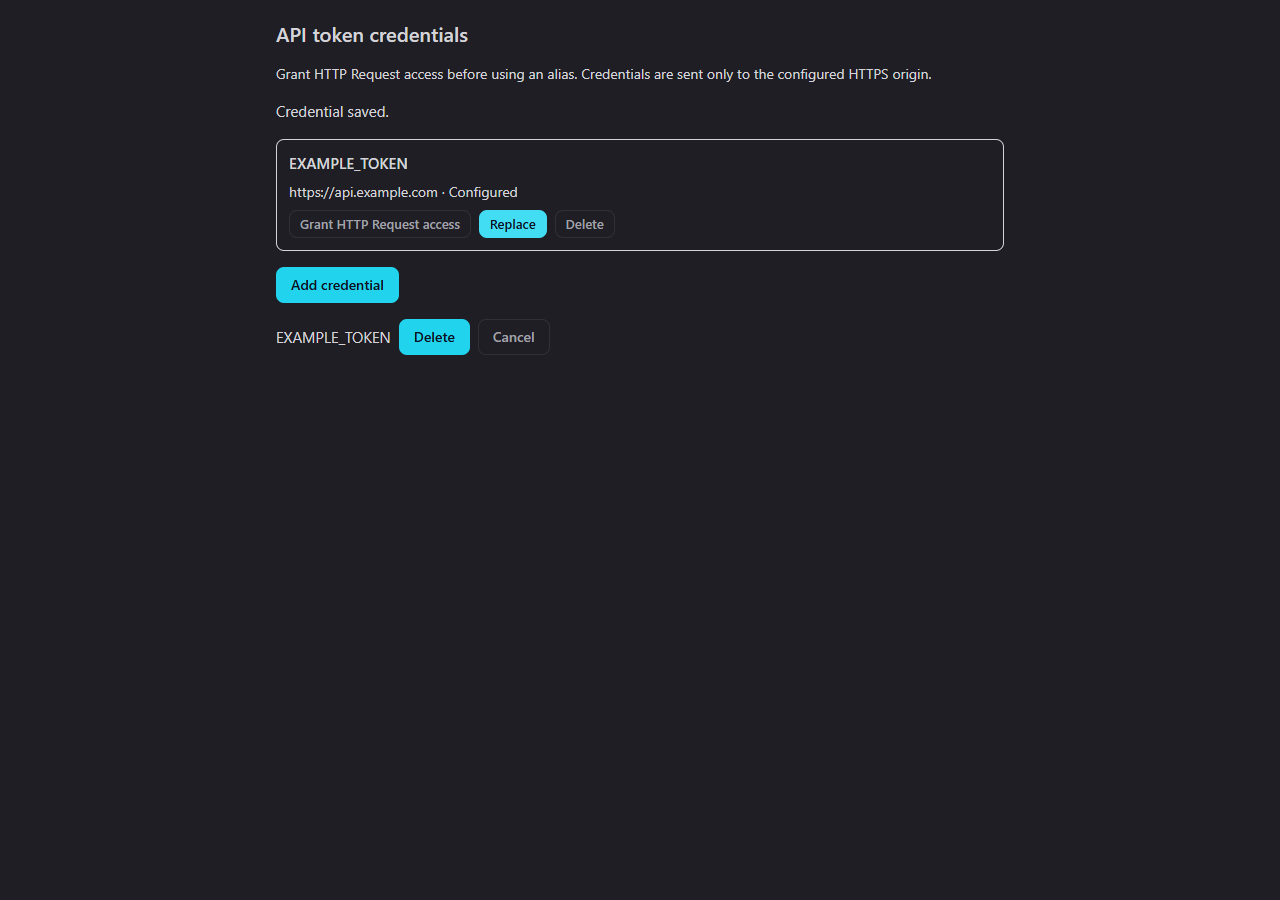 API token credentials
Grant HTTP Request access before using an alias. Credentials are sent only to the configured HTTPS origin.
Credential saved.
EXAMPLE_TOKEN
https://api.example.com · Configured
Grant HTTP Request access Replace Delete
Add credential
EXAMPLE_TOKEN Delete Cancel